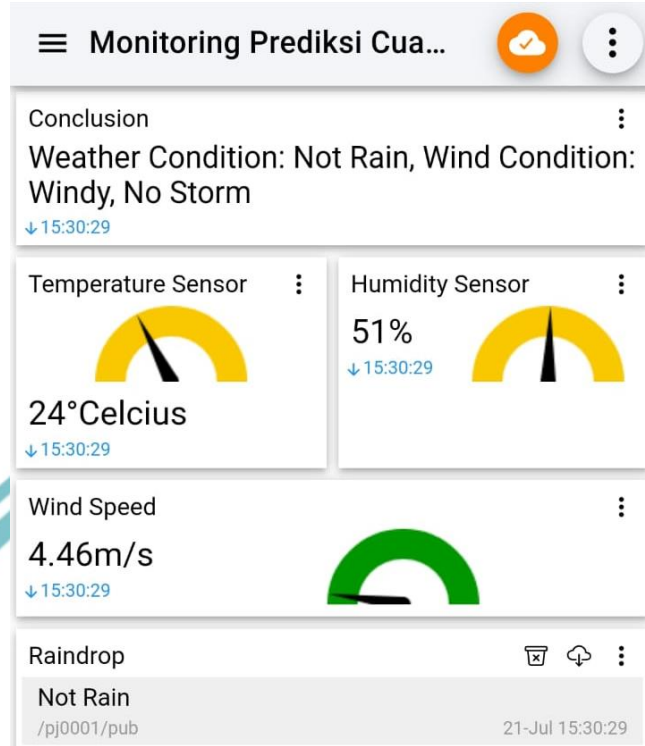 Monitoring Prediksi Cua...
Conclusion
Weather Condition: Not Rain, Wind Condition:
Windy, No Storm
15:30:29
Temperature Sensor
24°Celcius
15:30:29
Humidity Sensor
51%
15:30:29
Wind Speed
4.46m/s
15:30:29
Raindrop
Not Rain
/pj0001/pub 21-Jul 15:30:29